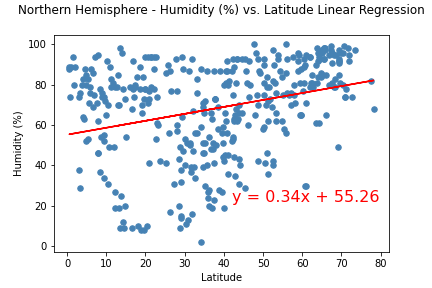 Northern Hemisphere - Humidity (%) vs. Latitude Linear Regression
Humidity (%)
100
80
60
40
20
0
y = 0.34x + 55.26
0 10 20 30 40 50 60 70 80
Latitude